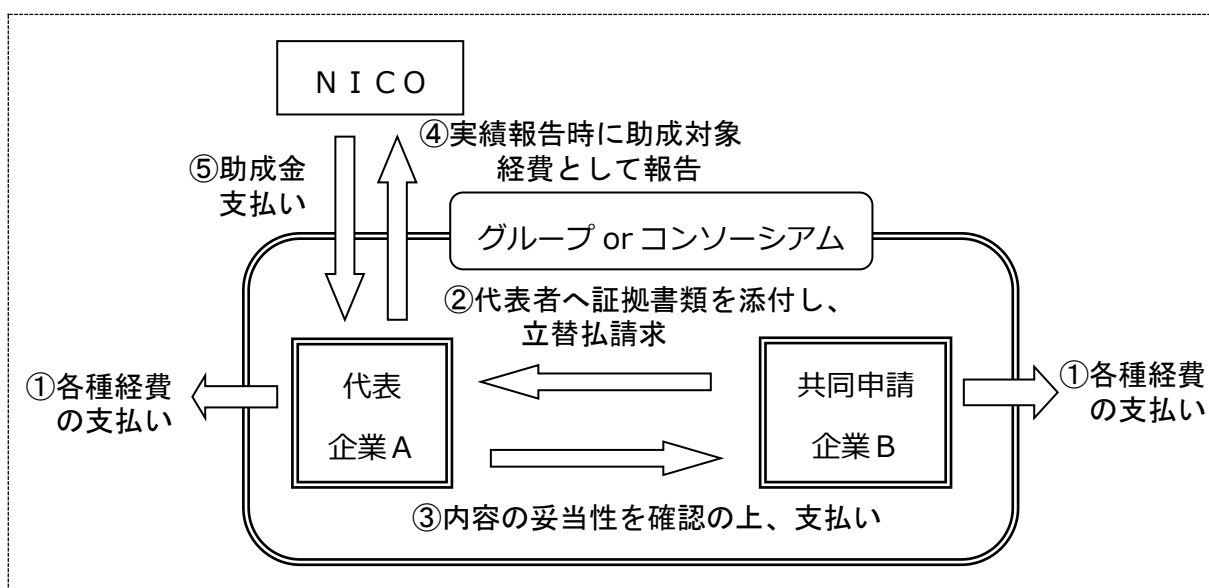 ＮＩＣＯ
④実績報告時に助成対象
経費として報告
⑤助成金
支払い
グループ or コンソーシアム
②代表者へ証拠書類を添付し、
立替払請求
①各種経費
の支払い
代表
企業Ａ
共同申請
企業Ｂ
①各種経費
の支払い
③内容の妥当性を確認の上、支払い